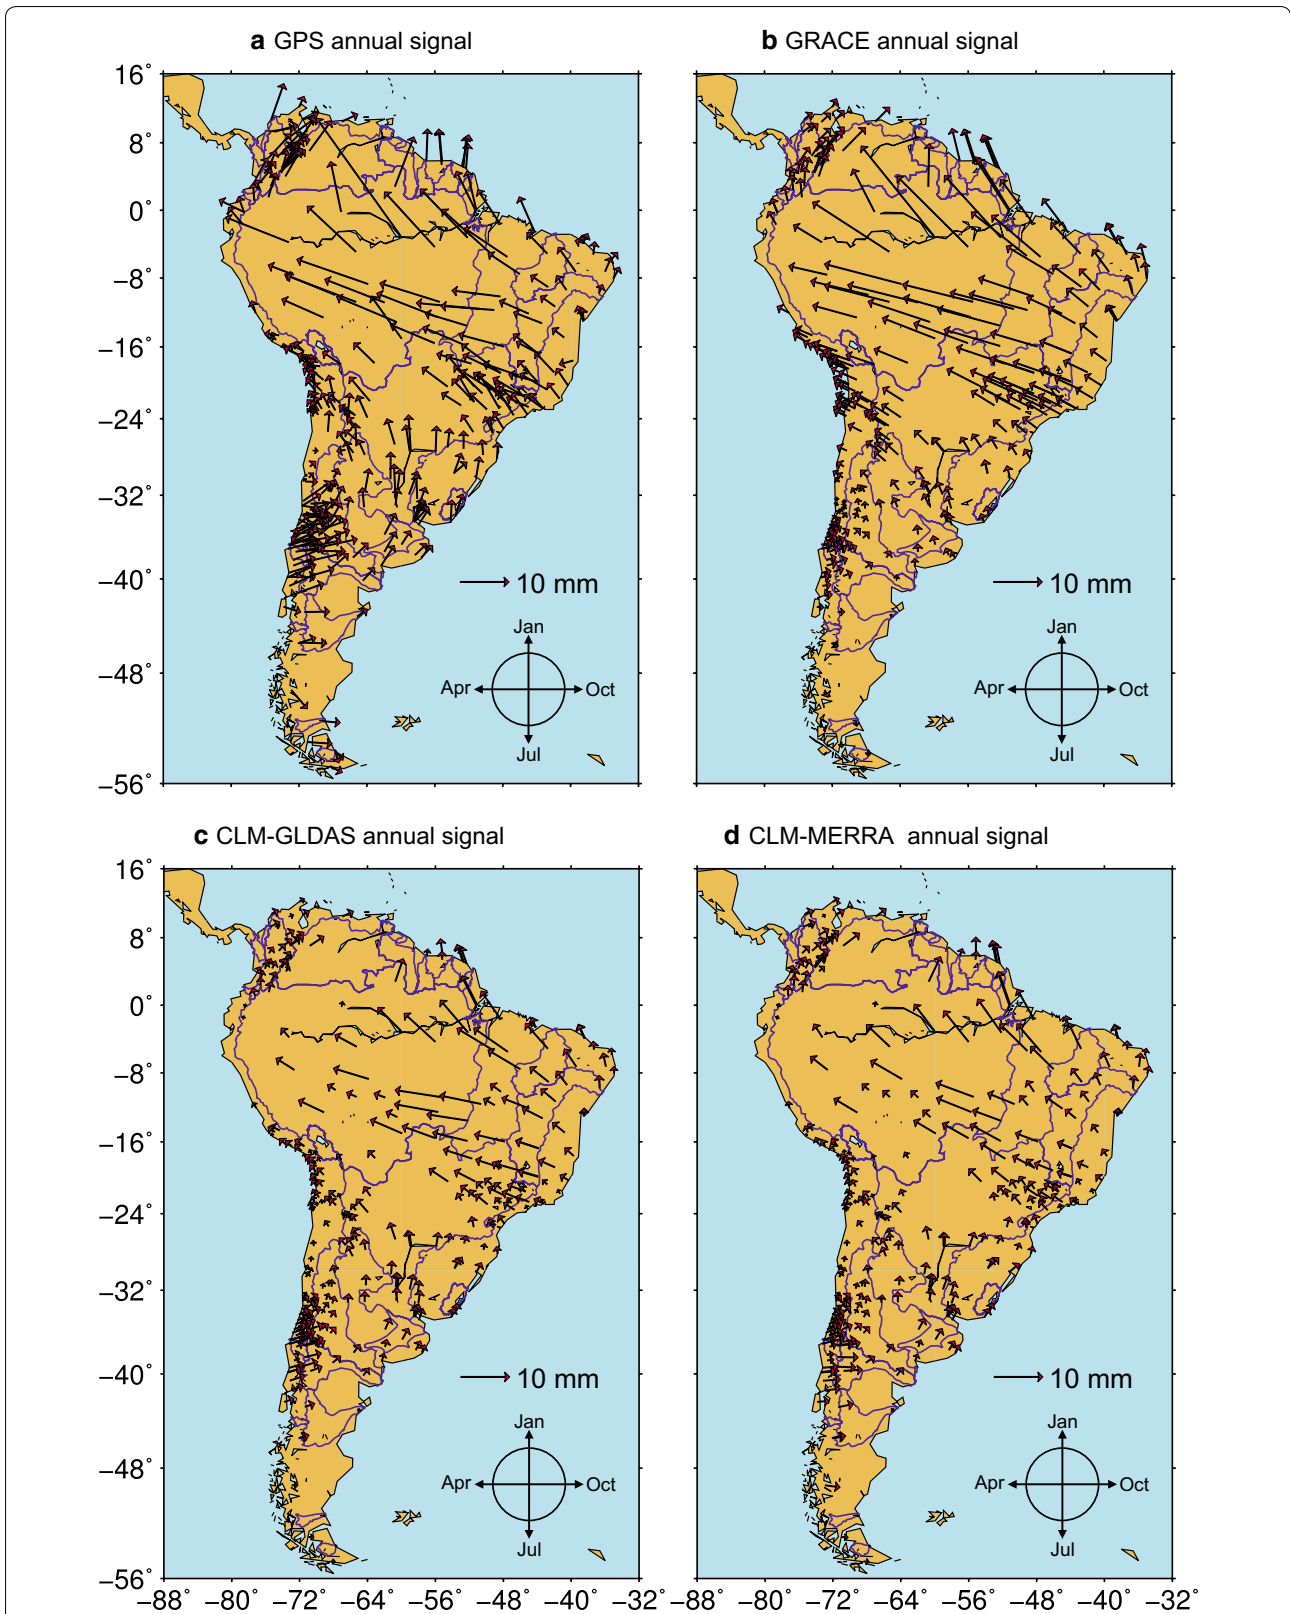 a GPS annual signal
b GRACE annual signal
16˚
8˚
0˚
−8˚
−16˚
−24˚
−32˚
−40˚
−48˚
−56˚
10 mm
Jan
Apr
Oct
Jul
10 mm
Jan
Apr
Oct
Jul
c CLM-GLDAS annual signal
d CLM-MERRA annual signal
16˚
8˚
0˚
−8˚
−16˚
−24˚
−32˚
−40˚
−48˚
−56˚
10 mm
Jan
Apr
Oct
Jul
10 mm
Jan
Apr
Oct
Jul
−88˚ −80˚ −72˚ −64˚ −56˚ −48˚ −40˚ −32˚
−88˚ −80˚ −72˚ −64˚ −56˚ −48˚ −40˚ −32˚